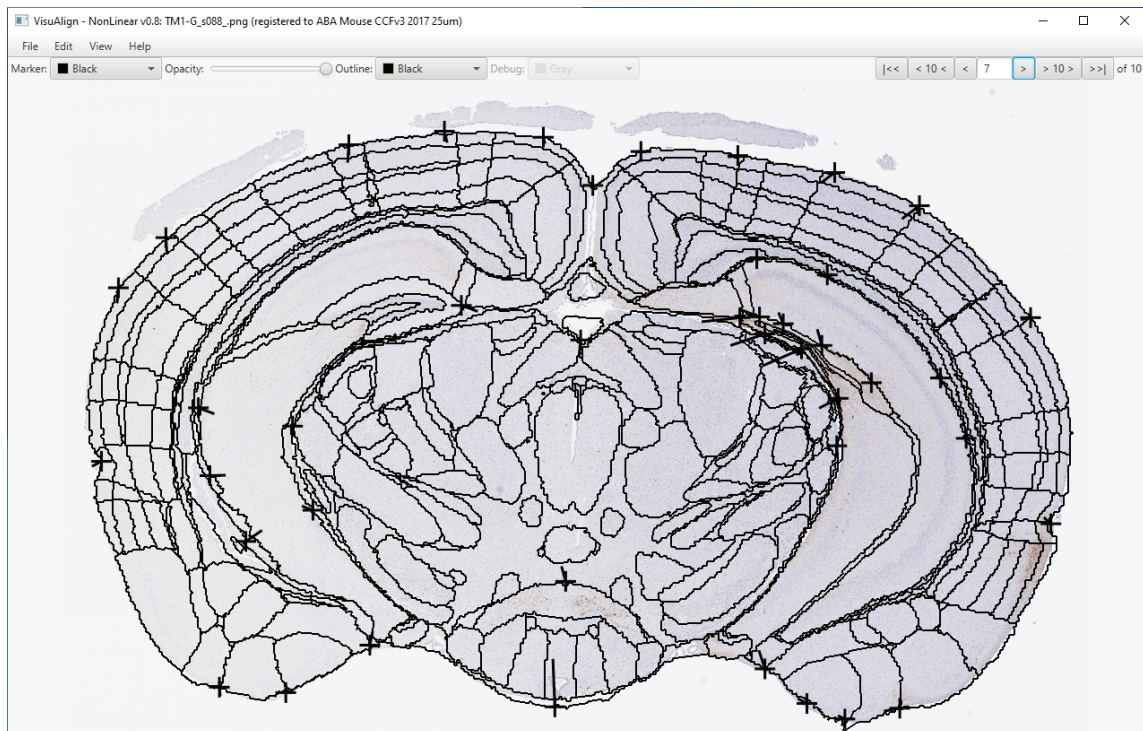 VisuAlign - NonLinear v0.8: TM1-G_s088_.png (registered to ABA Mouse CCFv3 2017 25um)
File Edit View Help
Marker: Black Opacity: Outline: Black Debug: Gray |<< < 10 < < 7 > > 10 > >>| of 10